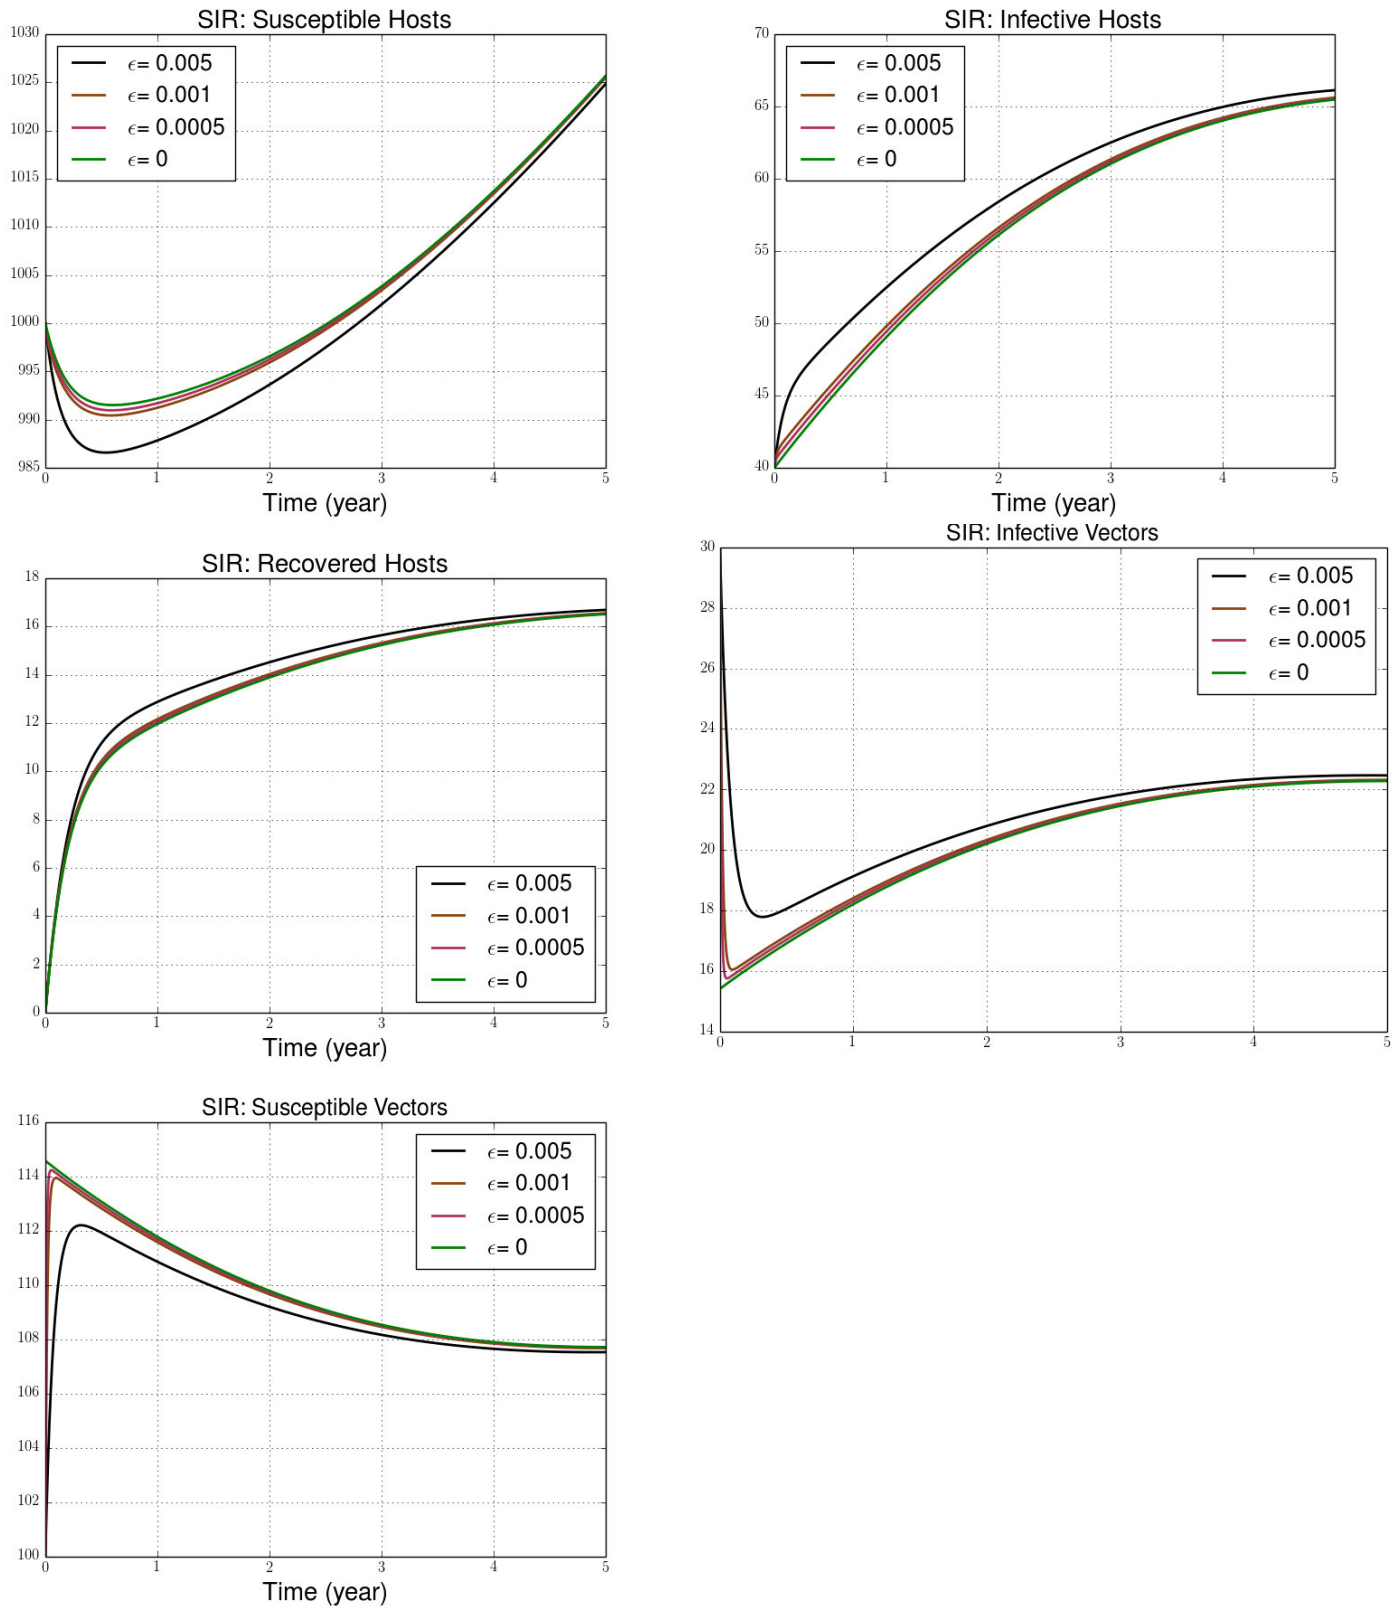 SIR: Susceptible Hosts
1030
1025
1020
1015
1010
1005
1000
995
990
985
ϵ= 0.005
ϵ= 0.001
ϵ= 0.0005
ϵ= 0
0 1 2 3 4 5
Time (year)
SIR: Infective Hosts
70
65
60
55
50
45
40
ϵ= 0.005
ϵ= 0.001
ϵ= 0.0005
ϵ= 0
0 1 2 3 4 5
Time (year)
SIR: Recovered Hosts
18
16
14
12
10
8
6
4
2
0
ϵ= 0.005
ϵ= 0.001
ϵ= 0.0005
ϵ= 0
0 1 2 3 4 5
Time (year)
SIR: Infective Vectors
30
28
26
24
22
20
18
16
14
ϵ= 0.005
ϵ= 0.001
ϵ= 0.0005
ϵ= 0
0 1 2 3 4 5
SIR: Susceptible Vectors
116
114
112
110
108
106
104
102
100
ϵ= 0.005
ϵ= 0.001
ϵ= 0.0005
ϵ= 0
0 1 2 3 4 5
Time (year)